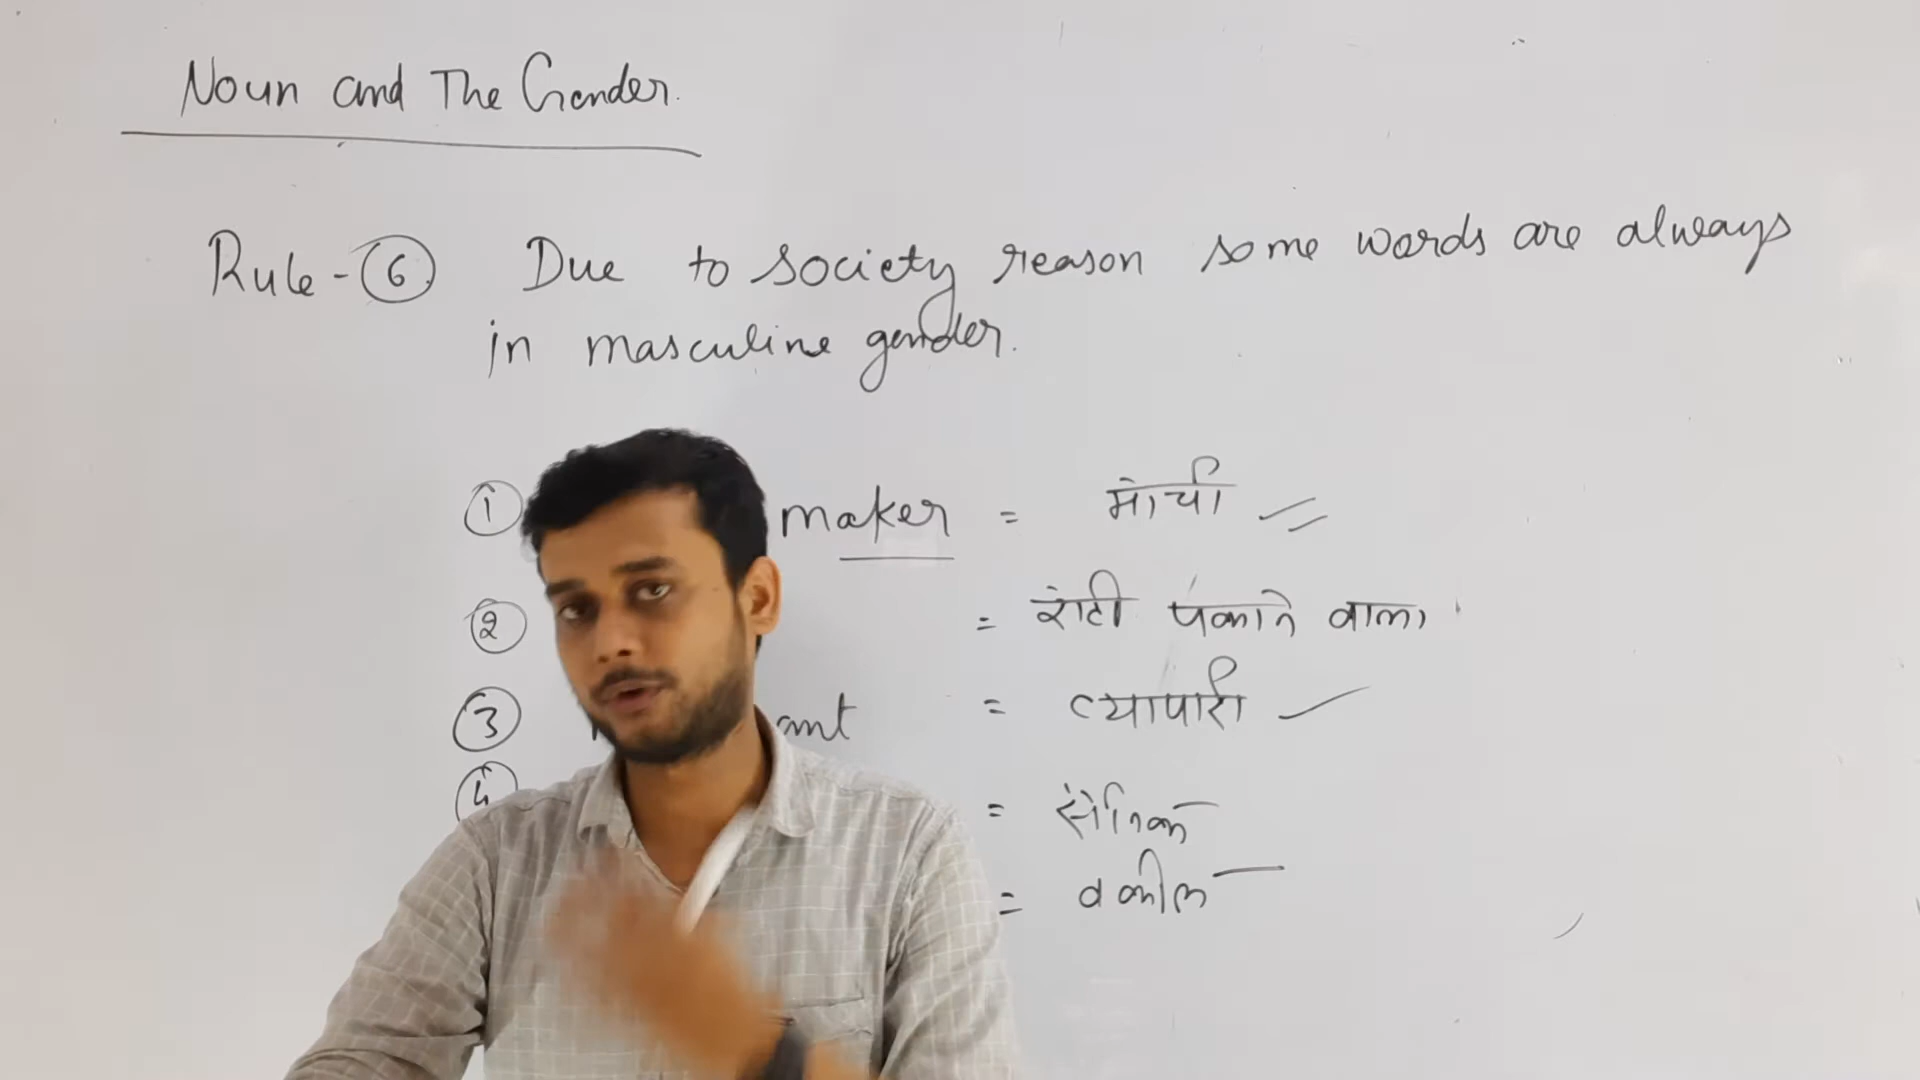 Noun and The Gender.
Rule-⑥ Due to society reason some words are always
in masculine gender.
① maker = मोची
② = रोटी पकाने वाला
③ = व्यापारी
④ = सैनिक
= वकील